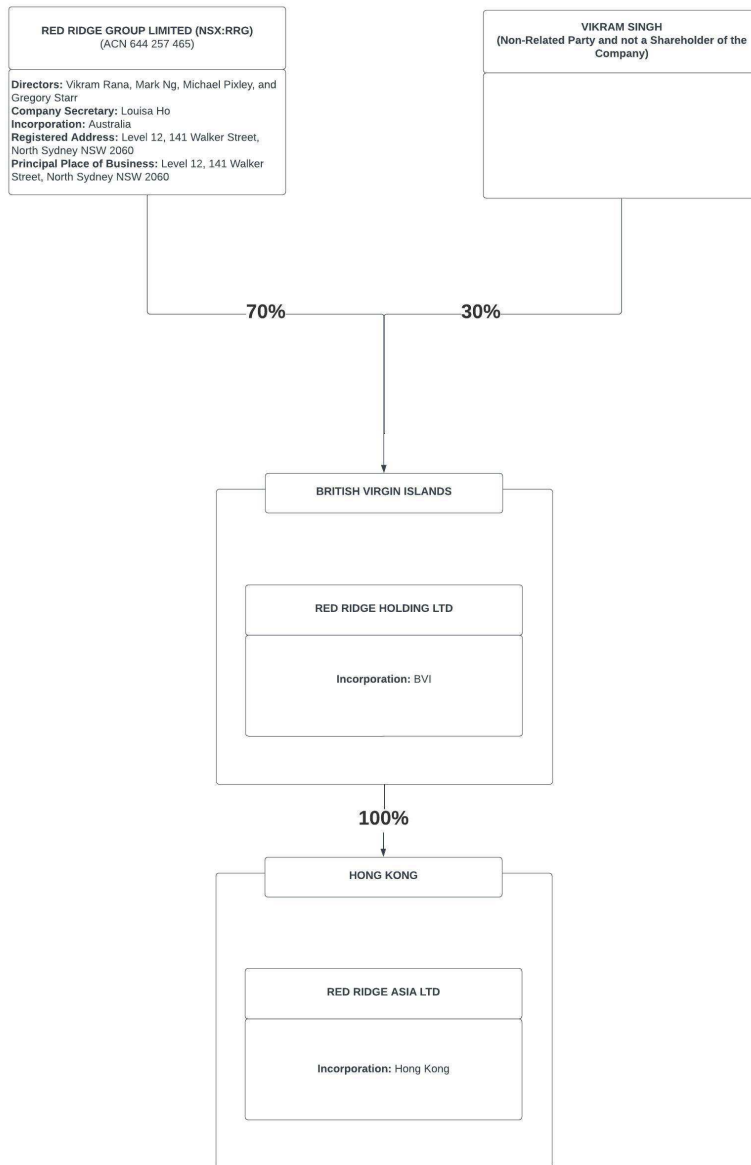 RED RIDGE GROUP LIMITED (NSX:RRG)
(ACN 644 257 465)
Directors: Vikram Rana, Mark Ng, Michael Pixley, and
Gregory Starr
Company Secretary: Louisa Ho
Incorporation: Australia
Registered Address: Level 12, 141 Walker Street,
North Sydney NSW 2060
Principal Place of Business: Level 12, 141 Walker
Street, North Sydney NSW 2060
VIKRAM SINGH
(Non-Related Party and not a Shareholder of the
Company)
70%
30%
BRITISH VIRGIN ISLANDS
RED RIDGE HOLDING LTD
Incorporation: BVI
100%
HONG KONG
RED RIDGE ASIA LTD
Incorporation: Hong Kong